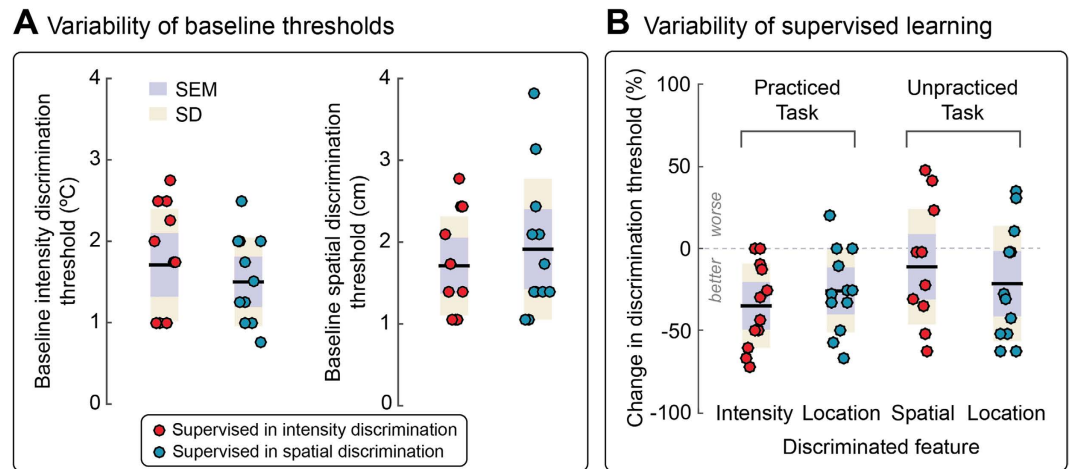 A Variability of baseline thresholds
Baseline intensity discrimination
threshold (ºC)
4
3
2
1
0
SEM
SD
Baseline spatial discrimination
threshold (cm)
4
3
2
1
0
Supervised in intensity discrimination
Supervised in spatial discrimination
B Variability of supervised learning
Change in discrimination threshold (%)
100
50
0
-50
-100
Practiced
Task
Unpracticed
Task
worse
better
Intensity Location Spatial Location
Discriminated feature